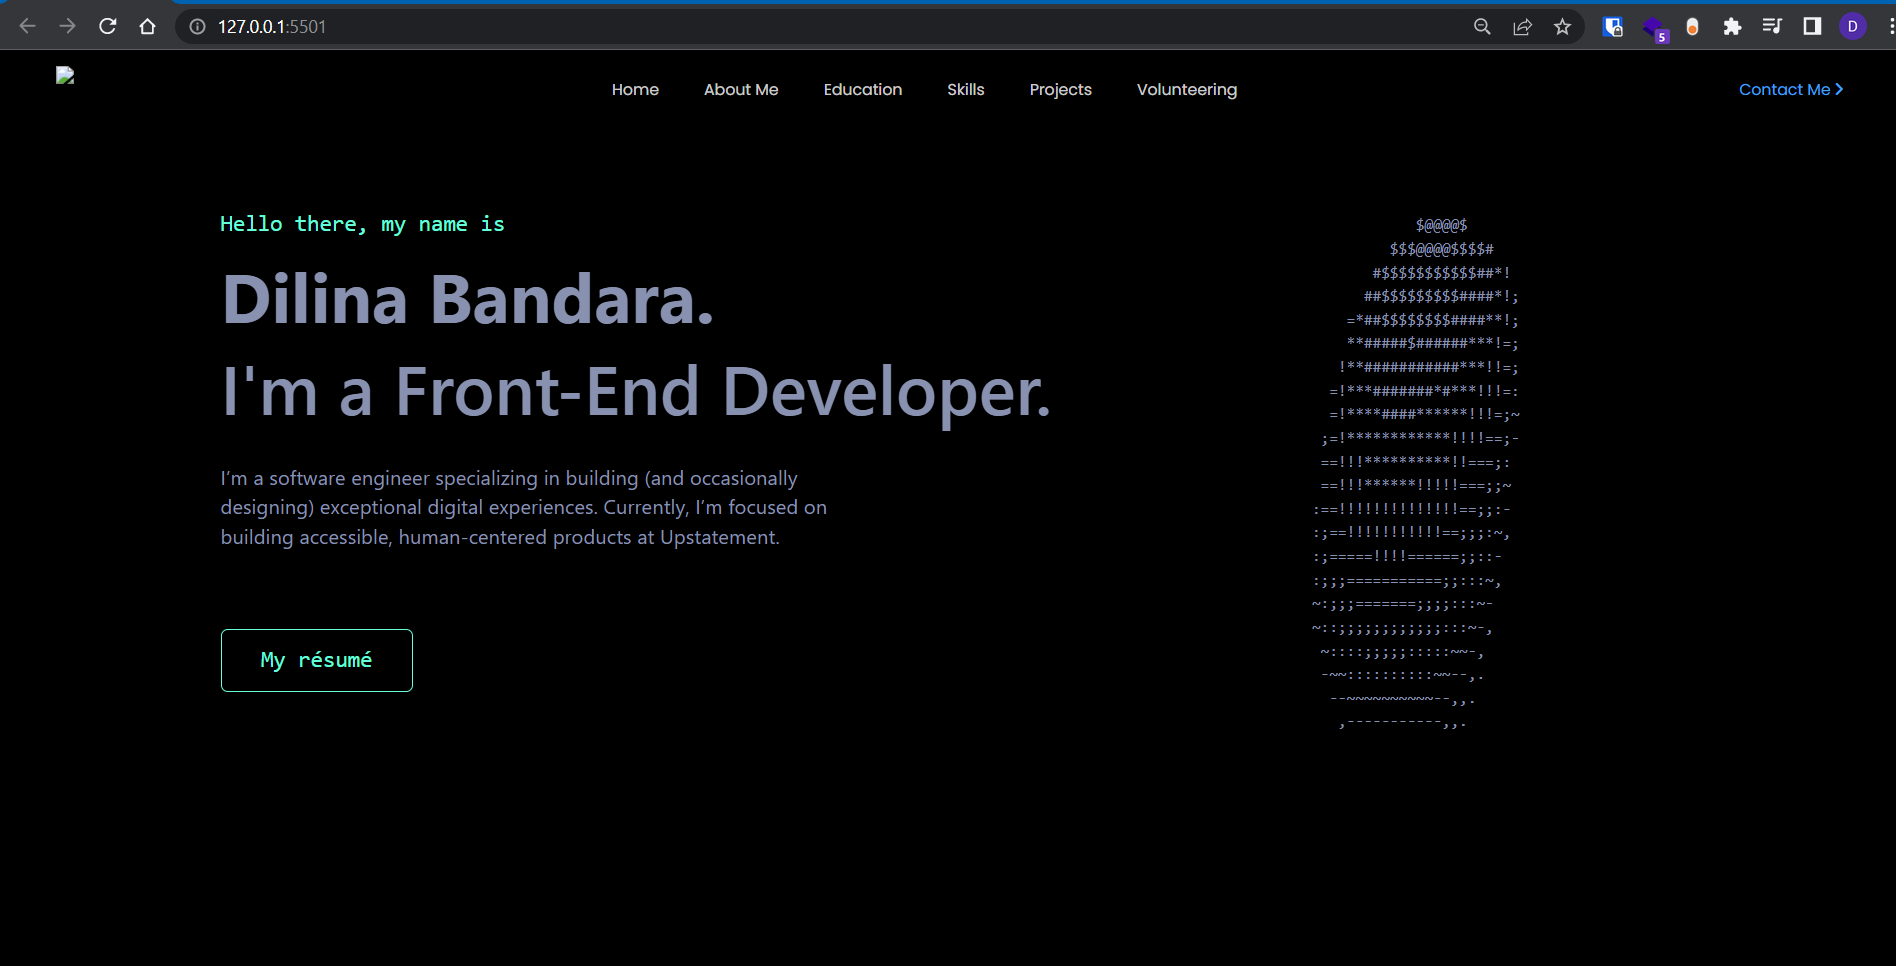 127.0.0.1:5501
5
D
Home About Me Education Skills Projects Volunteering
Contact Me
Hello there, my name is
Dilina Bandara.
I'm a Front-End Developer.
I’m a software engineer specializing in building (and occasionally
designing) exceptional digital experiences. Currently, I’m focused on
building accessible, human-centered products at Upstatement.
My résumé
$@@@@$
$$$@@@@$$$$#
#$$$$$$$$$$$##*!
##$$$$$$$$$####*!;
=*##$$$$$$$$####**!;
**#####$######***!=;
!**###########***!!=;
=!***#######*#***!!!=:
=!****####******!!!=;~
;=!************!!!!==;-
==!!!**********!!===;:
==!!!******!!!!!===;;~
:==!!!!!!!!!!!!!!==;;:-
:;==!!!!!!!!!!!==;;;:~,
:;=====!!!!======;;::-
:;;;===========;;:::~,
~:;;;=======;;;;:::~-
~::;;;;;;;;;;;;:::~-,
~::::;;;;;:::::~~-,
-~~::::::::::~~--,.
--~~~~~~~~~~--,,.
,-----------,,.